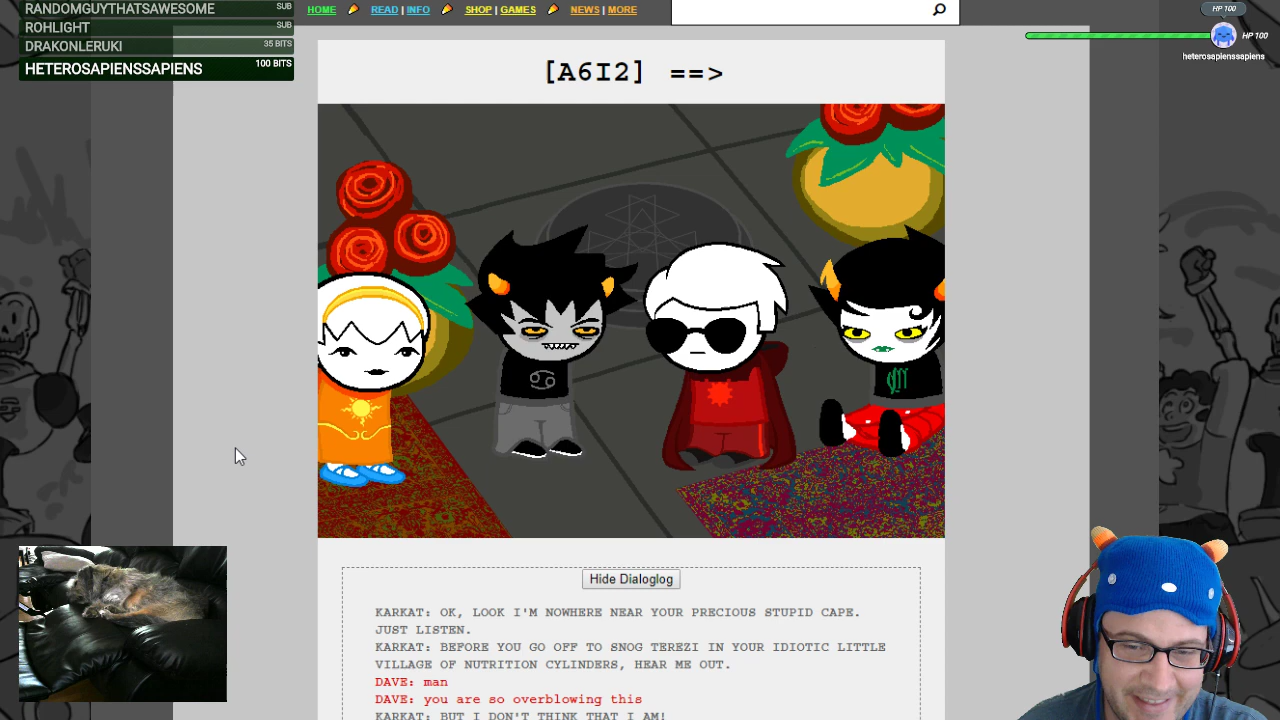 RANDOMGUYTHATSAWESOME SUB
ROHLIGHT SUB
DRAKONLERUKI 35 BITS
HETEROSAPIENSSAPIENS 100 BITS
HOME READ | INFO SHOP | GAMES NEWS | MORE
HP 100
HP 100
heterosapienssapiens
[A6I2] ==>
Hide Dialoglog
KARKAT: OK, LOOK I'M NOWHERE NEAR YOUR PRECIOUS STUPID CAPE.
JUST LISTEN.
KARKAT: BEFORE YOU GO OFF TO SNOG TEREZI IN YOUR IDIOTIC LITTLE
VILLAGE OF NUTRITION CYLINDERS, HEAR ME OUT.
DAVE: man
DAVE: you are so overblowing this
KARKAT: BUT I DON'T THINK THAT I AM!